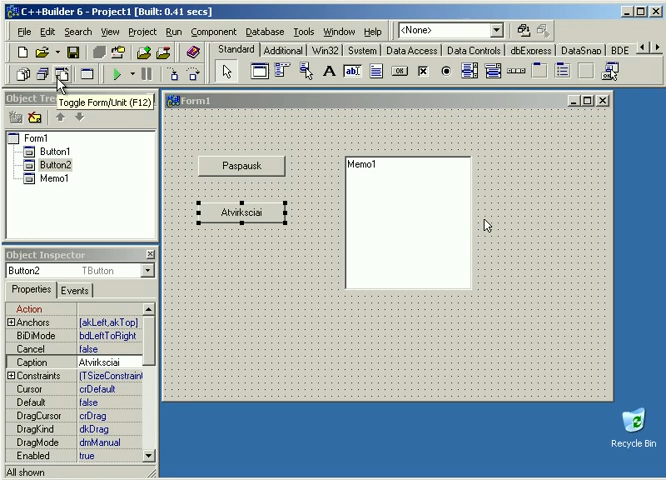 C++Builder 6 - Project1 [Built: 0.41 secs]
File Edit Search View Project Run Component Database Tools Window Help <None>
Standard Additional Win32 System Data Access Data Controls dbExpress DataSnap BDE
Toggle Form/Unit (F12)
Object Tre
Form1
Button1
Button2
Memo1
Form1
Paspausk
Atvirksciai
Memo1
Object Inspector
Button2 TButton
Properties Events
Action
Anchors [akLeft,akTop]
BiDiMode bdLeftToRight
Cancel false
Caption Atvirksciai
Constraints (TSizeConstraint
Cursor crDefault
Default false
DragCursor crDrag
DragKind dkDrag
DragMode dmManual
Enabled true
All shown
Recycle Bin